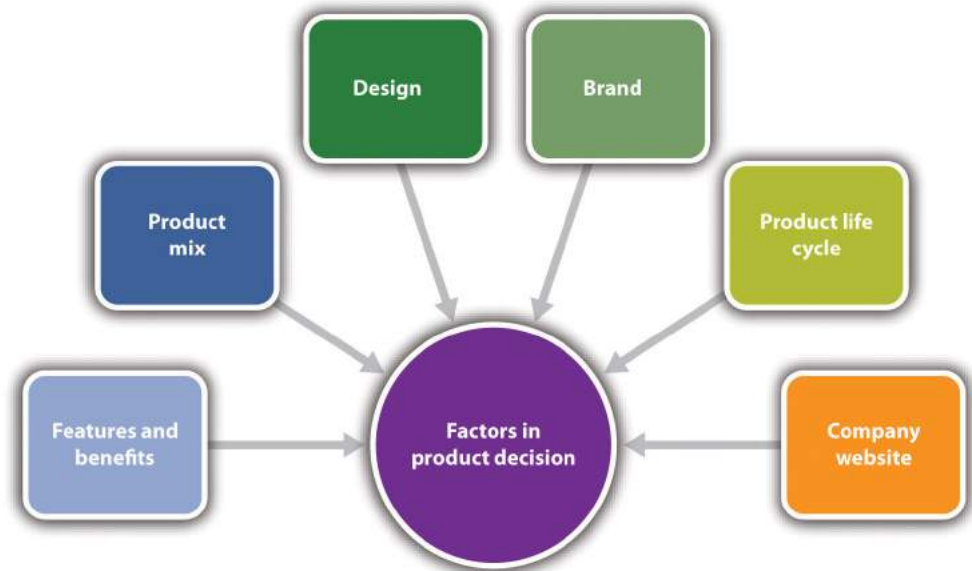 Design
Brand
Product
mix
Product life
cycle
Features and
benefits
Factors in
product decision
Company
website